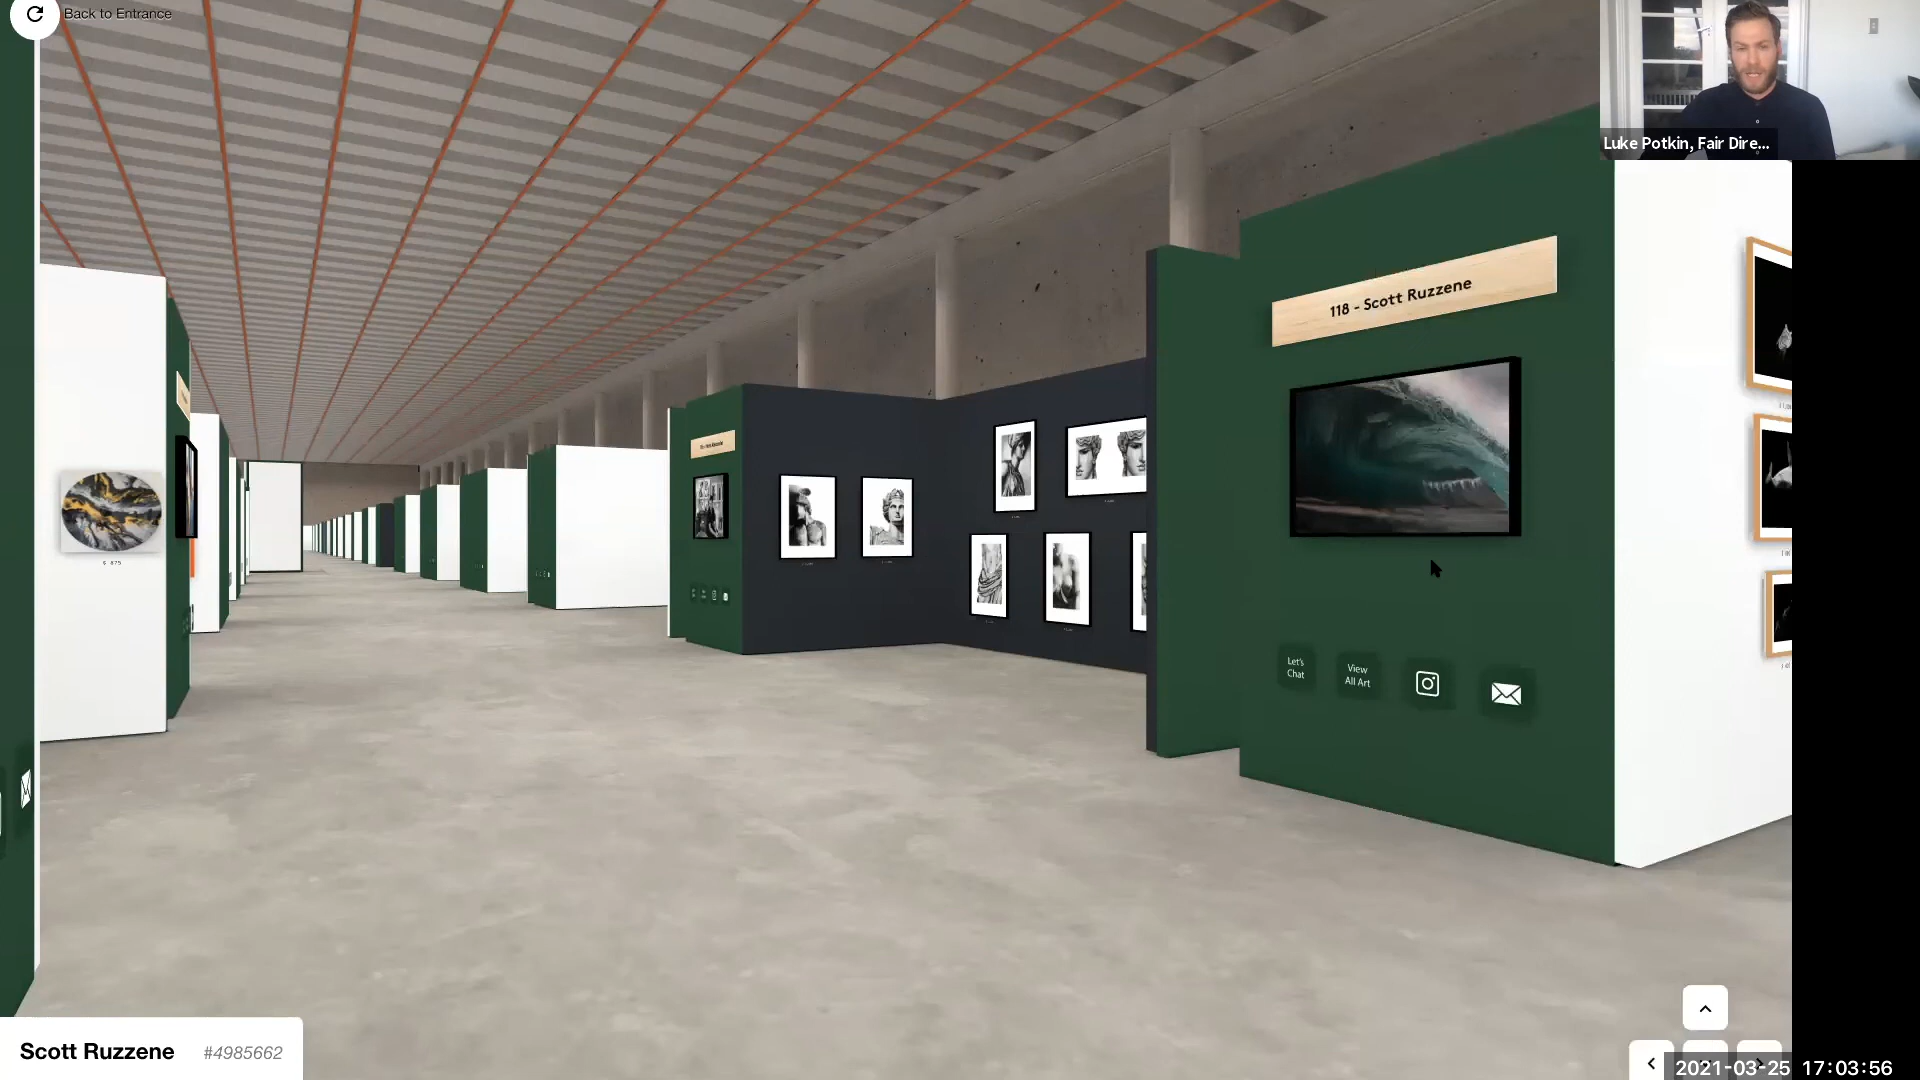 Back to Entrance
Luke Potkin, Fair Dire...
118 - Scott Ruzzene
Let's
Chat
View
All Art
$ 875
Scott Ruzzene #4985662
2021-03-25 17:03:56